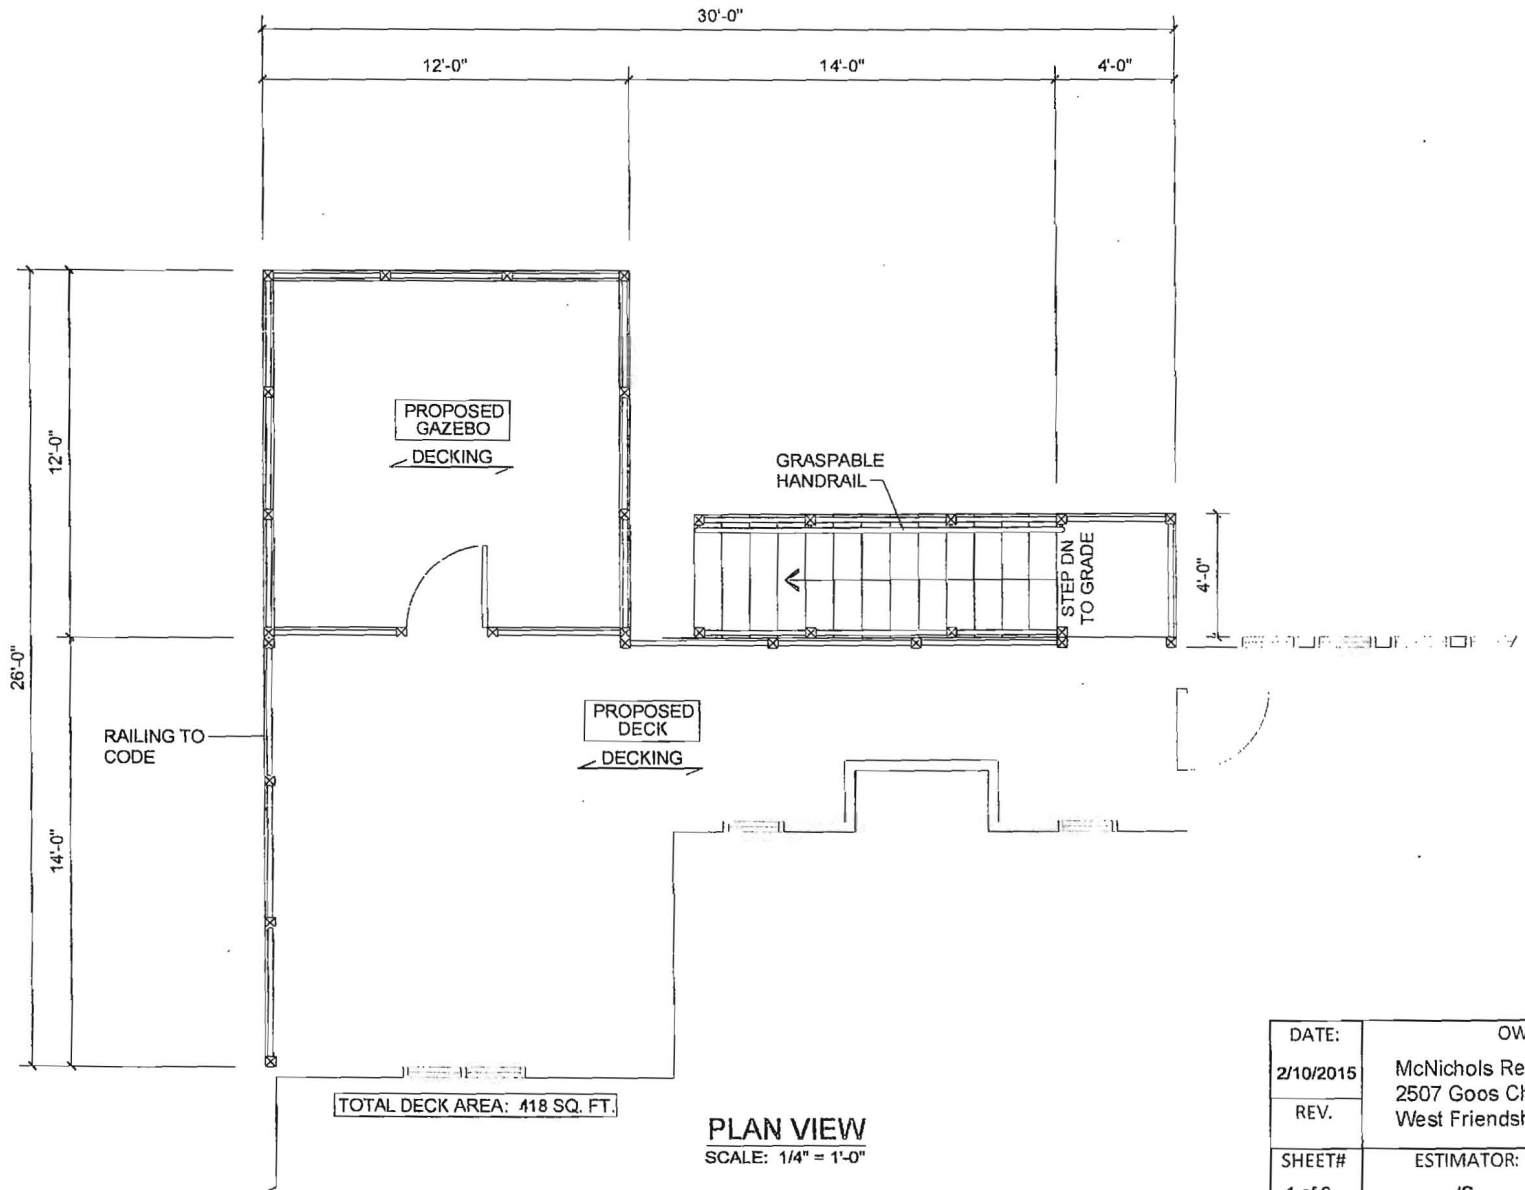 30'-0"
12'-0"
14'-0"
4'-0"
PROPOSED
GAZEBO
DECKING
12'-0"
GRASPABLE
HANDRAIL
STEP DN
TO GRADE
4'-0"
26'-0"
RAILING TO
CODE
PROPOSED
DECK
DECKING
14'-0"
TOTAL DECK AREA: 418 SQ. FT.
PLAN VIEW
SCALE: 1/4" = 1'-0"
DATE:
2/10/2015
REV.
SHEET#
OW
McNichols Re
2507 Goos Ch
West Friendsh
ESTIMATOR: